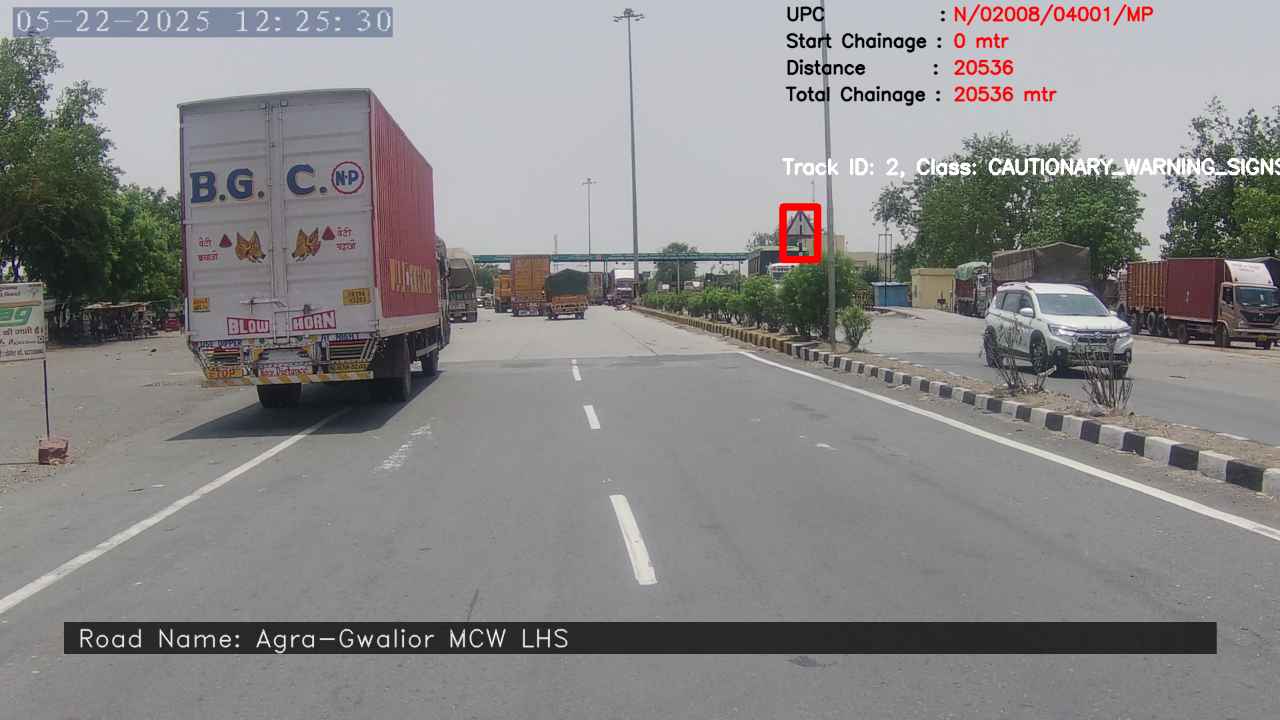 05-22-2025 12:25:30
UPC : N/02008/04001/MP
Start Chainage : 0 mtr
Distance : 20536
Total Chainage : 20536 mtr
Track ID: 2, Class: CAUTIONARY_WARNING_SIGNS
B.G. C. N·P
बेटी बचाओ
बेटी पढ़ाओ
BLOW HORN
STOP
Road Name: Agra-Gwalior MCW LHS